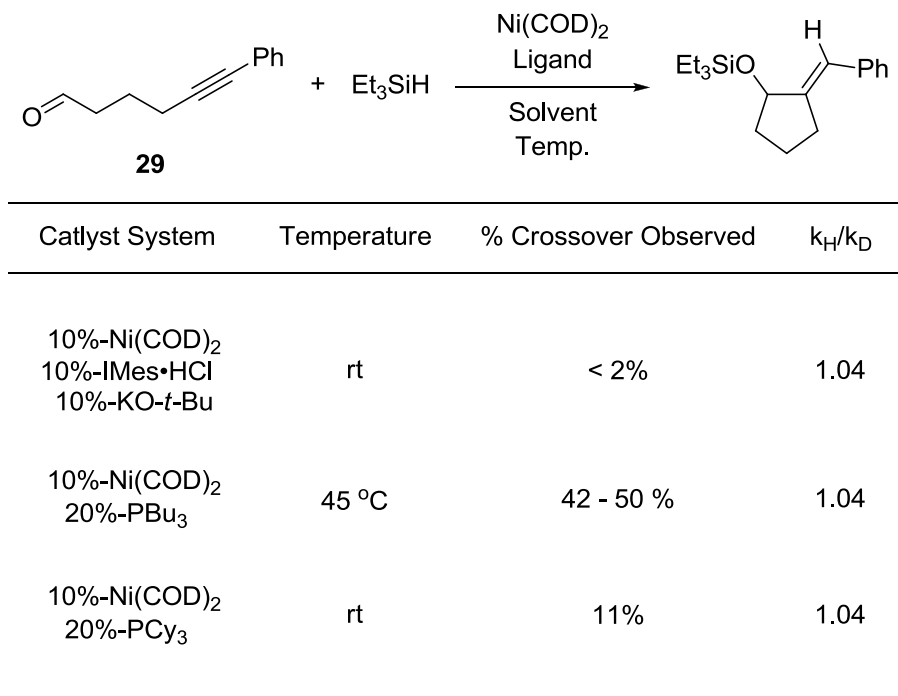 O
Ph
29
+
Et3SiH
Ni(COD)2
Ligand
Solvent
Temp.
Et3SiO
H
Ph
Catlyst System Temperature % Crossover Observed kH/kD
10%-Ni(COD)2
10%-IMes•HCl
10%-KO-t-Bu
rt < 2% 1.04
10%-Ni(COD)2
20%-PBu3
45 °C 42 - 50 % 1.04
10%-Ni(COD)2
20%-PCy3
rt 11% 1.04